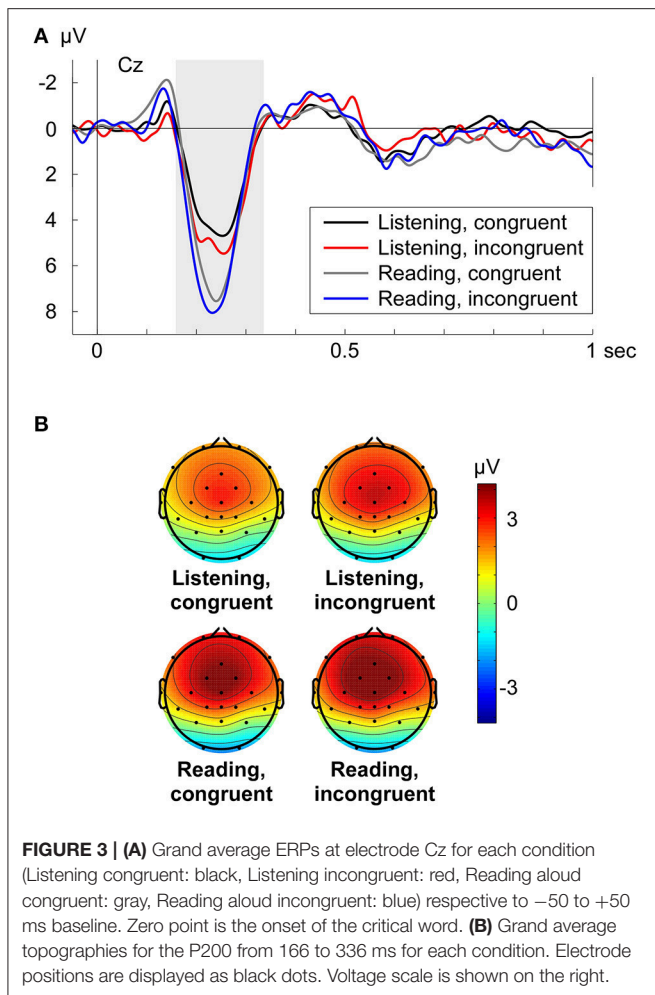 A µV
Cz
-2
0
2
4
6
8
Listening, congruent
Listening, incongruent
Reading, congruent
Reading, incongruent
0 0.5 1 sec
B
µV
3
0
-3
Listening, congruent
Listening, incongruent
Reading, congruent
Reading, incongruent
FIGURE 3 | (A) Grand average ERPs at electrode Cz for each condition
(Listening congruent: black, Listening incongruent: red, Reading aloud
congruent: gray, Reading aloud incongruent: blue) respective to −50 to +50
ms baseline. Zero point is the onset of the critical word. (B) Grand average
topographies for the P200 from 166 to 336 ms for each condition. Electrode
positions are displayed as black dots. Voltage scale is shown on the right.